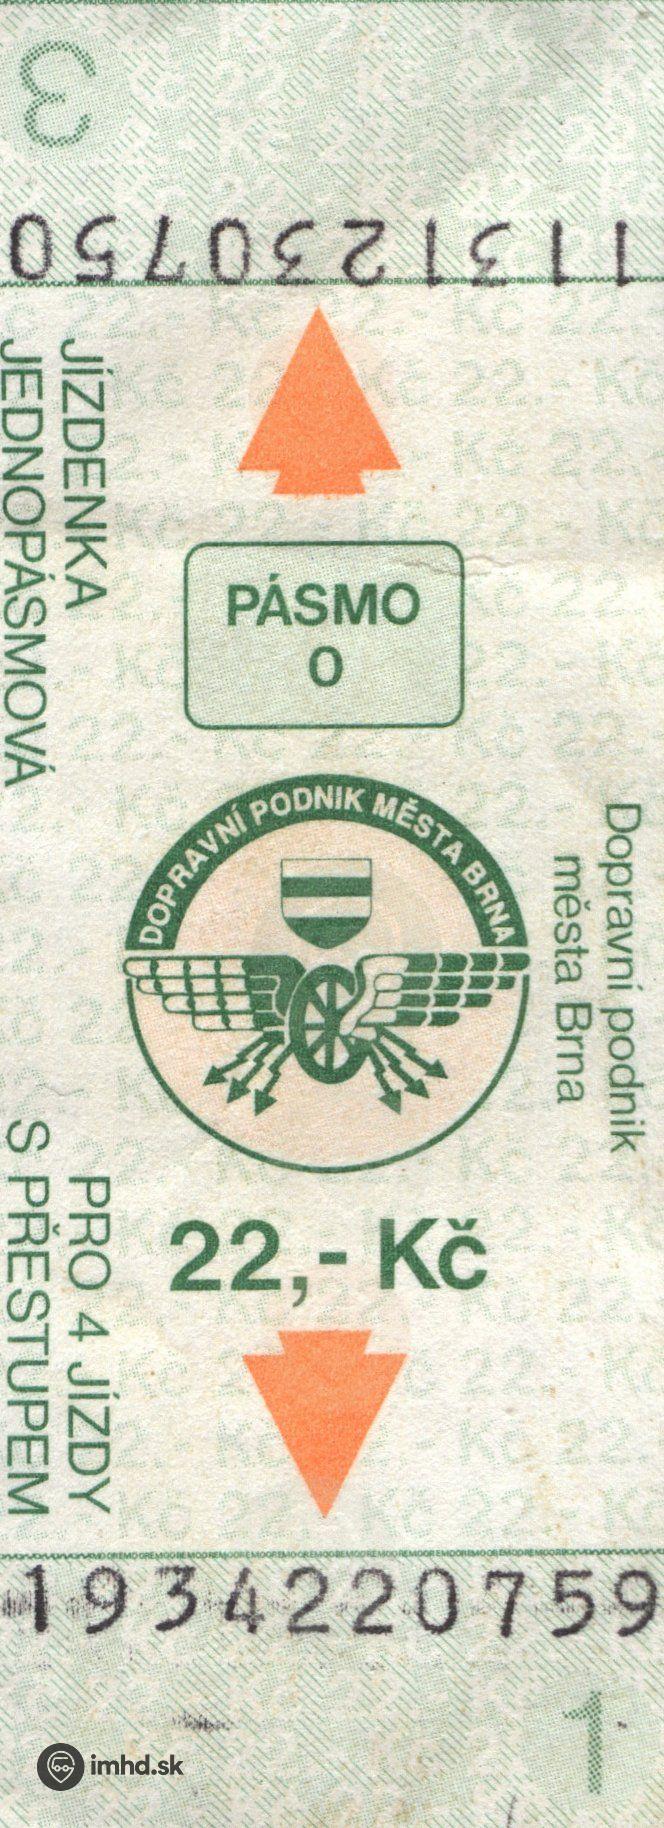 3
1131230750
JÍZDENKA
JEDNOPÁSMOVÁ
PÁSMO
0
DOPRAVNÍ PODNIK MĚSTA BRNA
Dopravní podnik
města Brna
PRO 4 JÍZDY
S PŘESTUPEM
22,- Kč
1934220759
1
imhd.sk